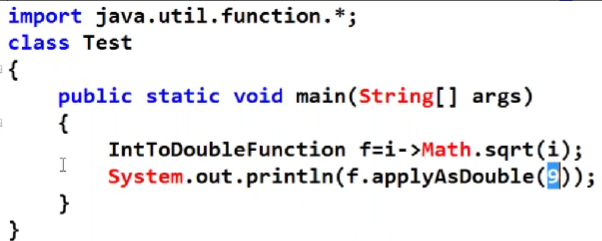 import java.util.function.*;
class Test
{
    public static void main(String[] args)
    {
        IntToDoubleFunction f=i->Math.sqrt(i);
        System.out.println(f.applyAsDouble(9));
    }
}